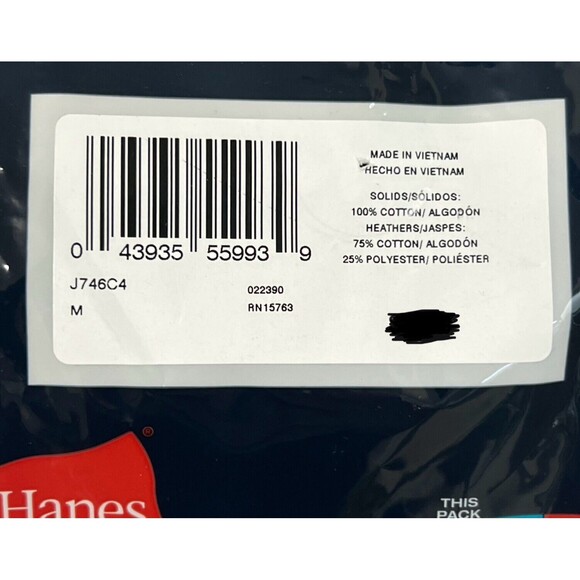 0 43935 55993 9
J746C4
M
022390
RN15763
MADE IN VIETNAM
HECHO EN VIETNAM
SOLIDS/SÓLIDOS:
100% COTTON/ ALGODÓN
HEATHERS/JASPES:
75% COTTON/ ALGODÓN
25% POLYESTER/ POLIÉSTER
®
Hanes
THIS
PACK